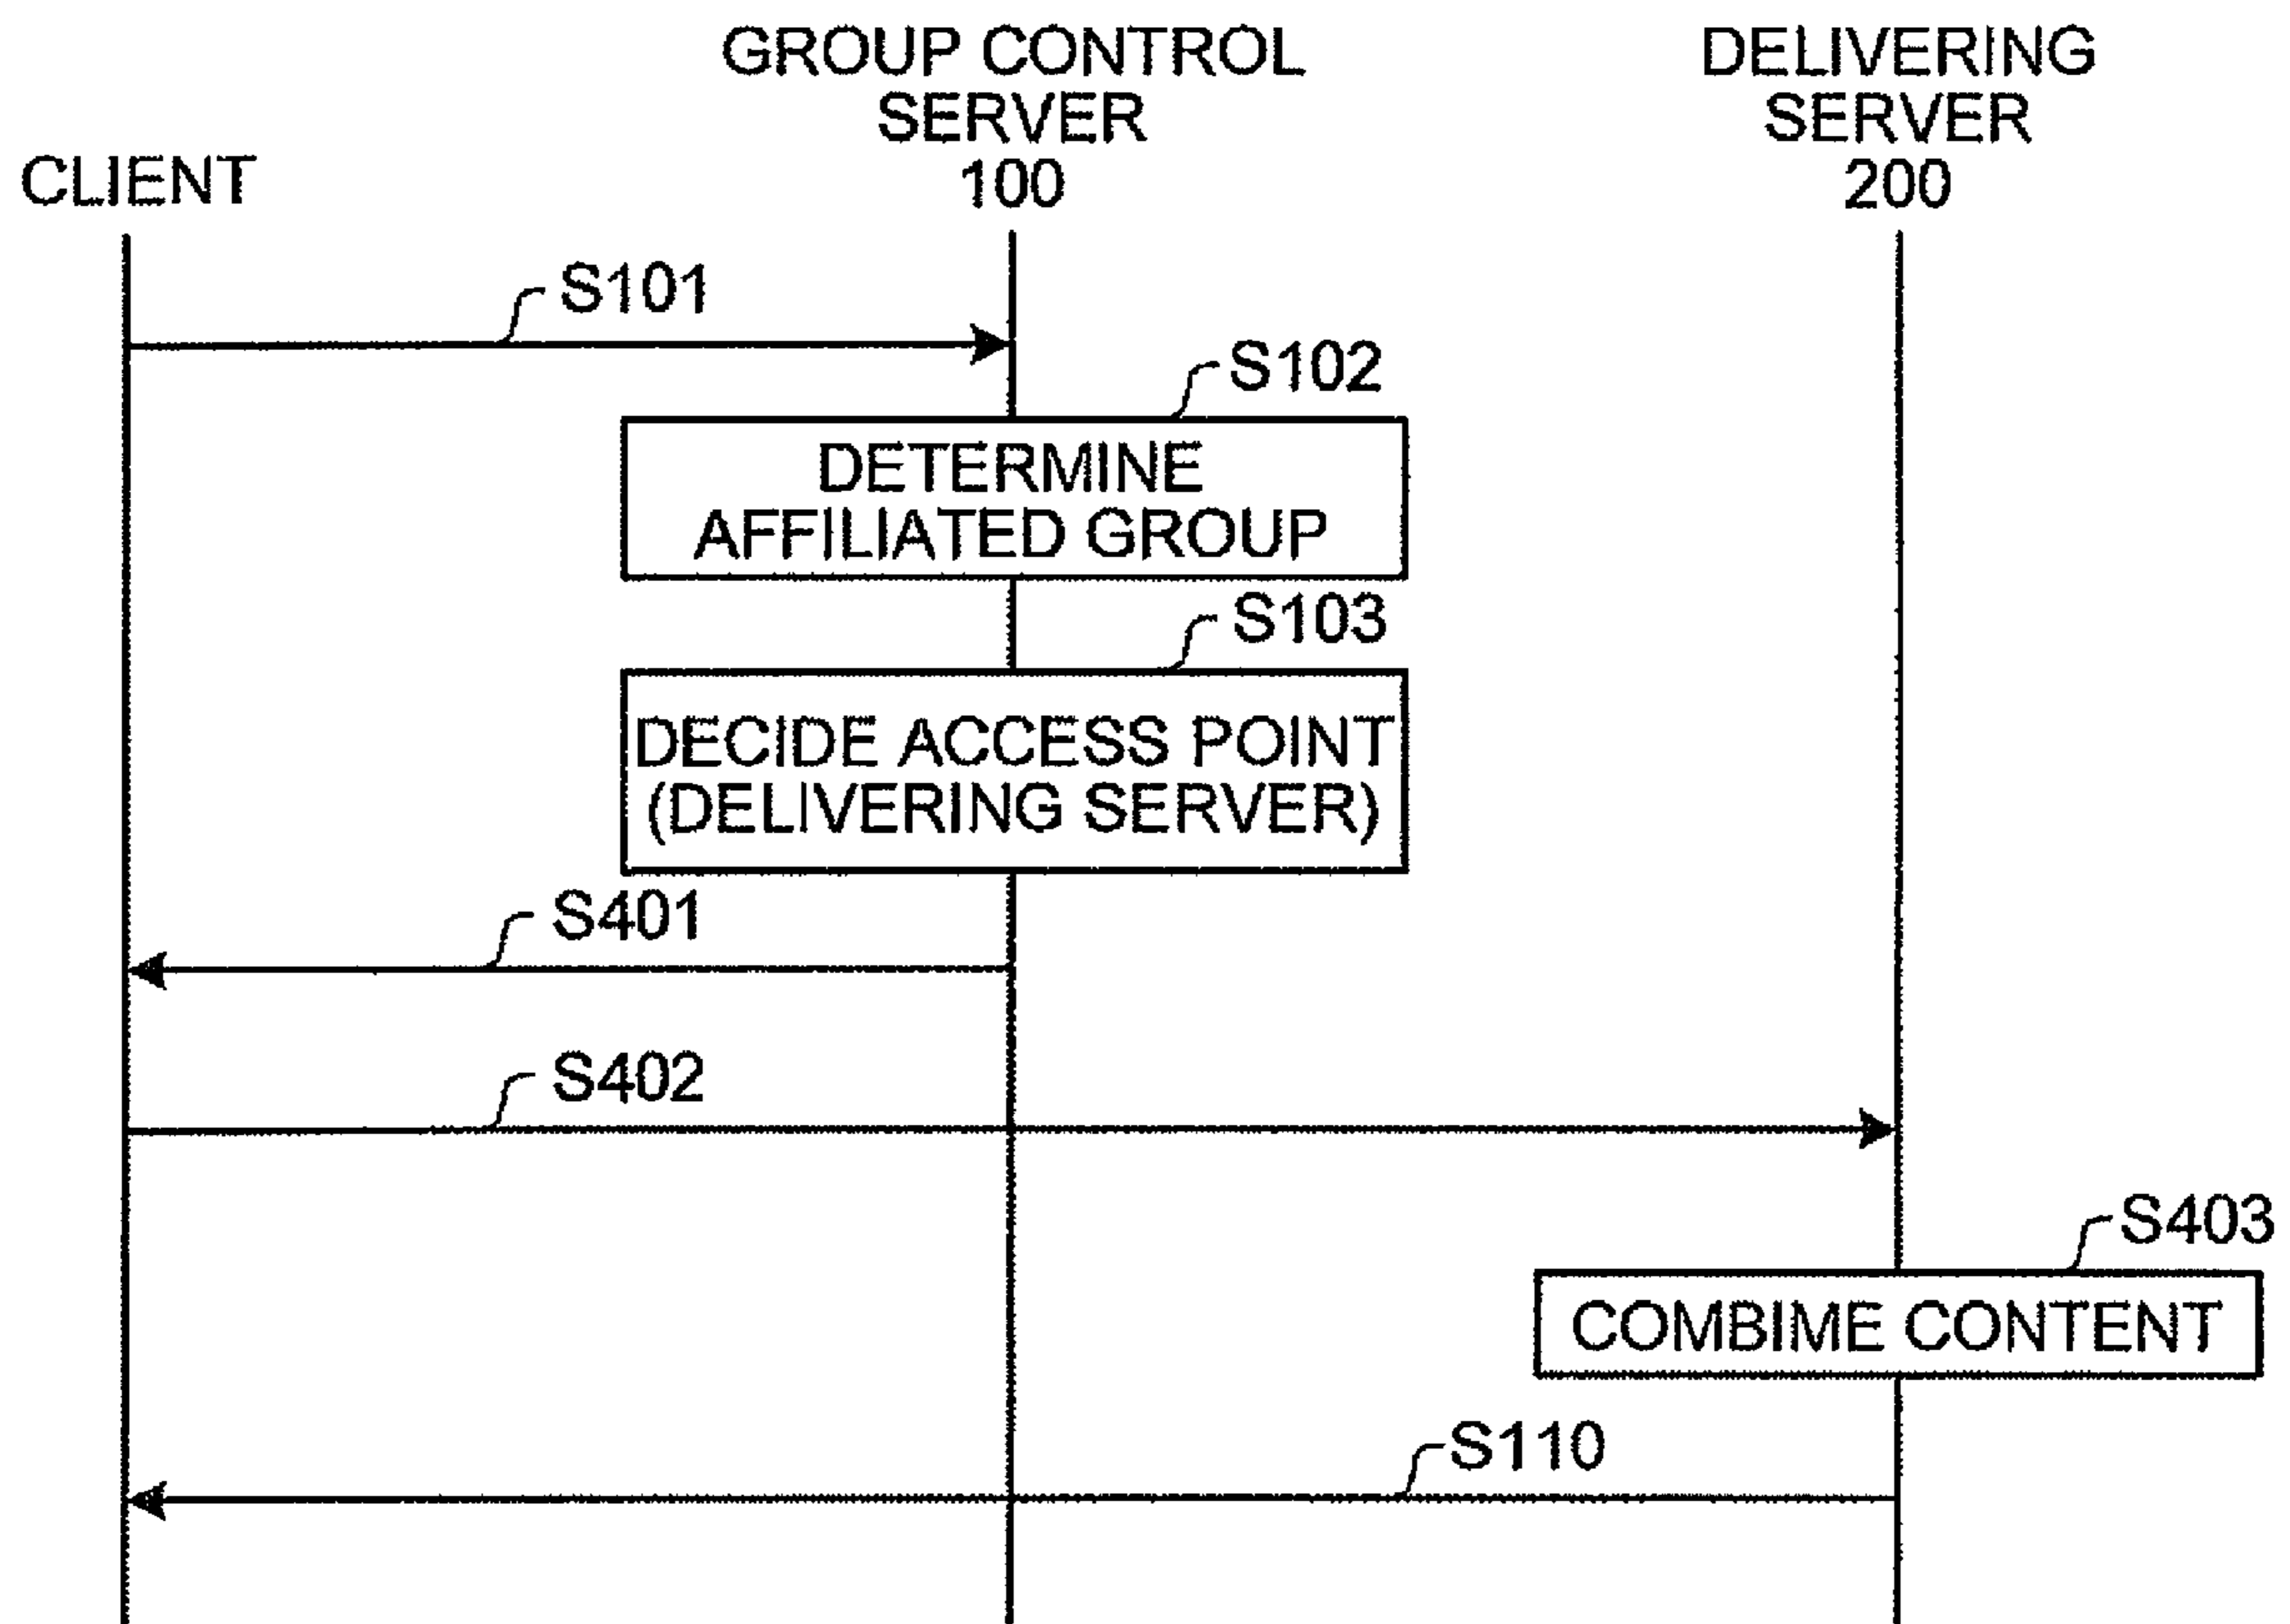 GROUP CONTROL
SERVER
100
DELIVERING
SERVER
200
CLIENT
S101
S102
DETERMINE
AFFILIATED GROUP
S103
DECIDE ACCESS POINT
(DELIVERING SERVER)
S401
S402
S403
COMBIME CONTENT
S110